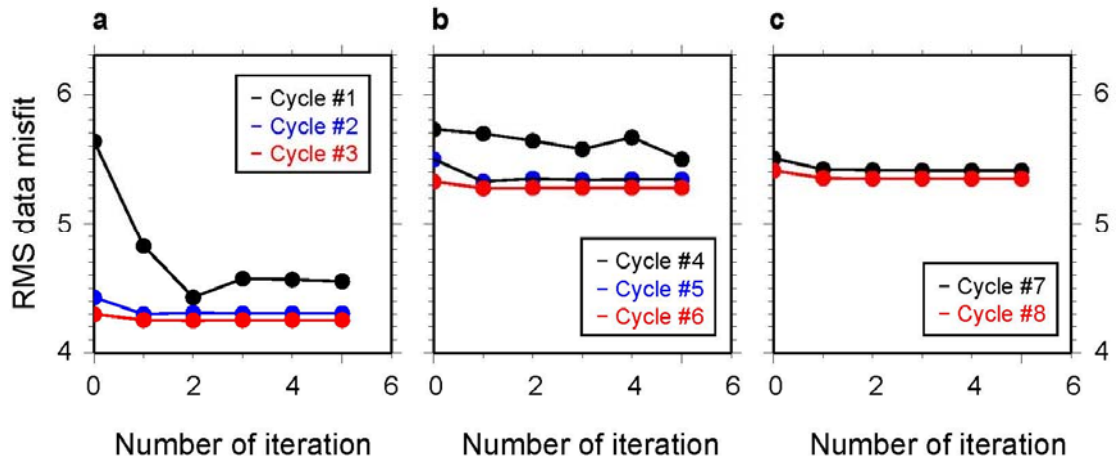 a
b
c
RMS data misfit
6
5
4
Cycle #1
Cycle #2
Cycle #3
0 2 4 6
Number of iteration
Cycle #4
Cycle #5
Cycle #6
0 2 4 6
Number of iteration
Cycle #7
Cycle #8
0 2 4 6
Number of iteration
6
5
4